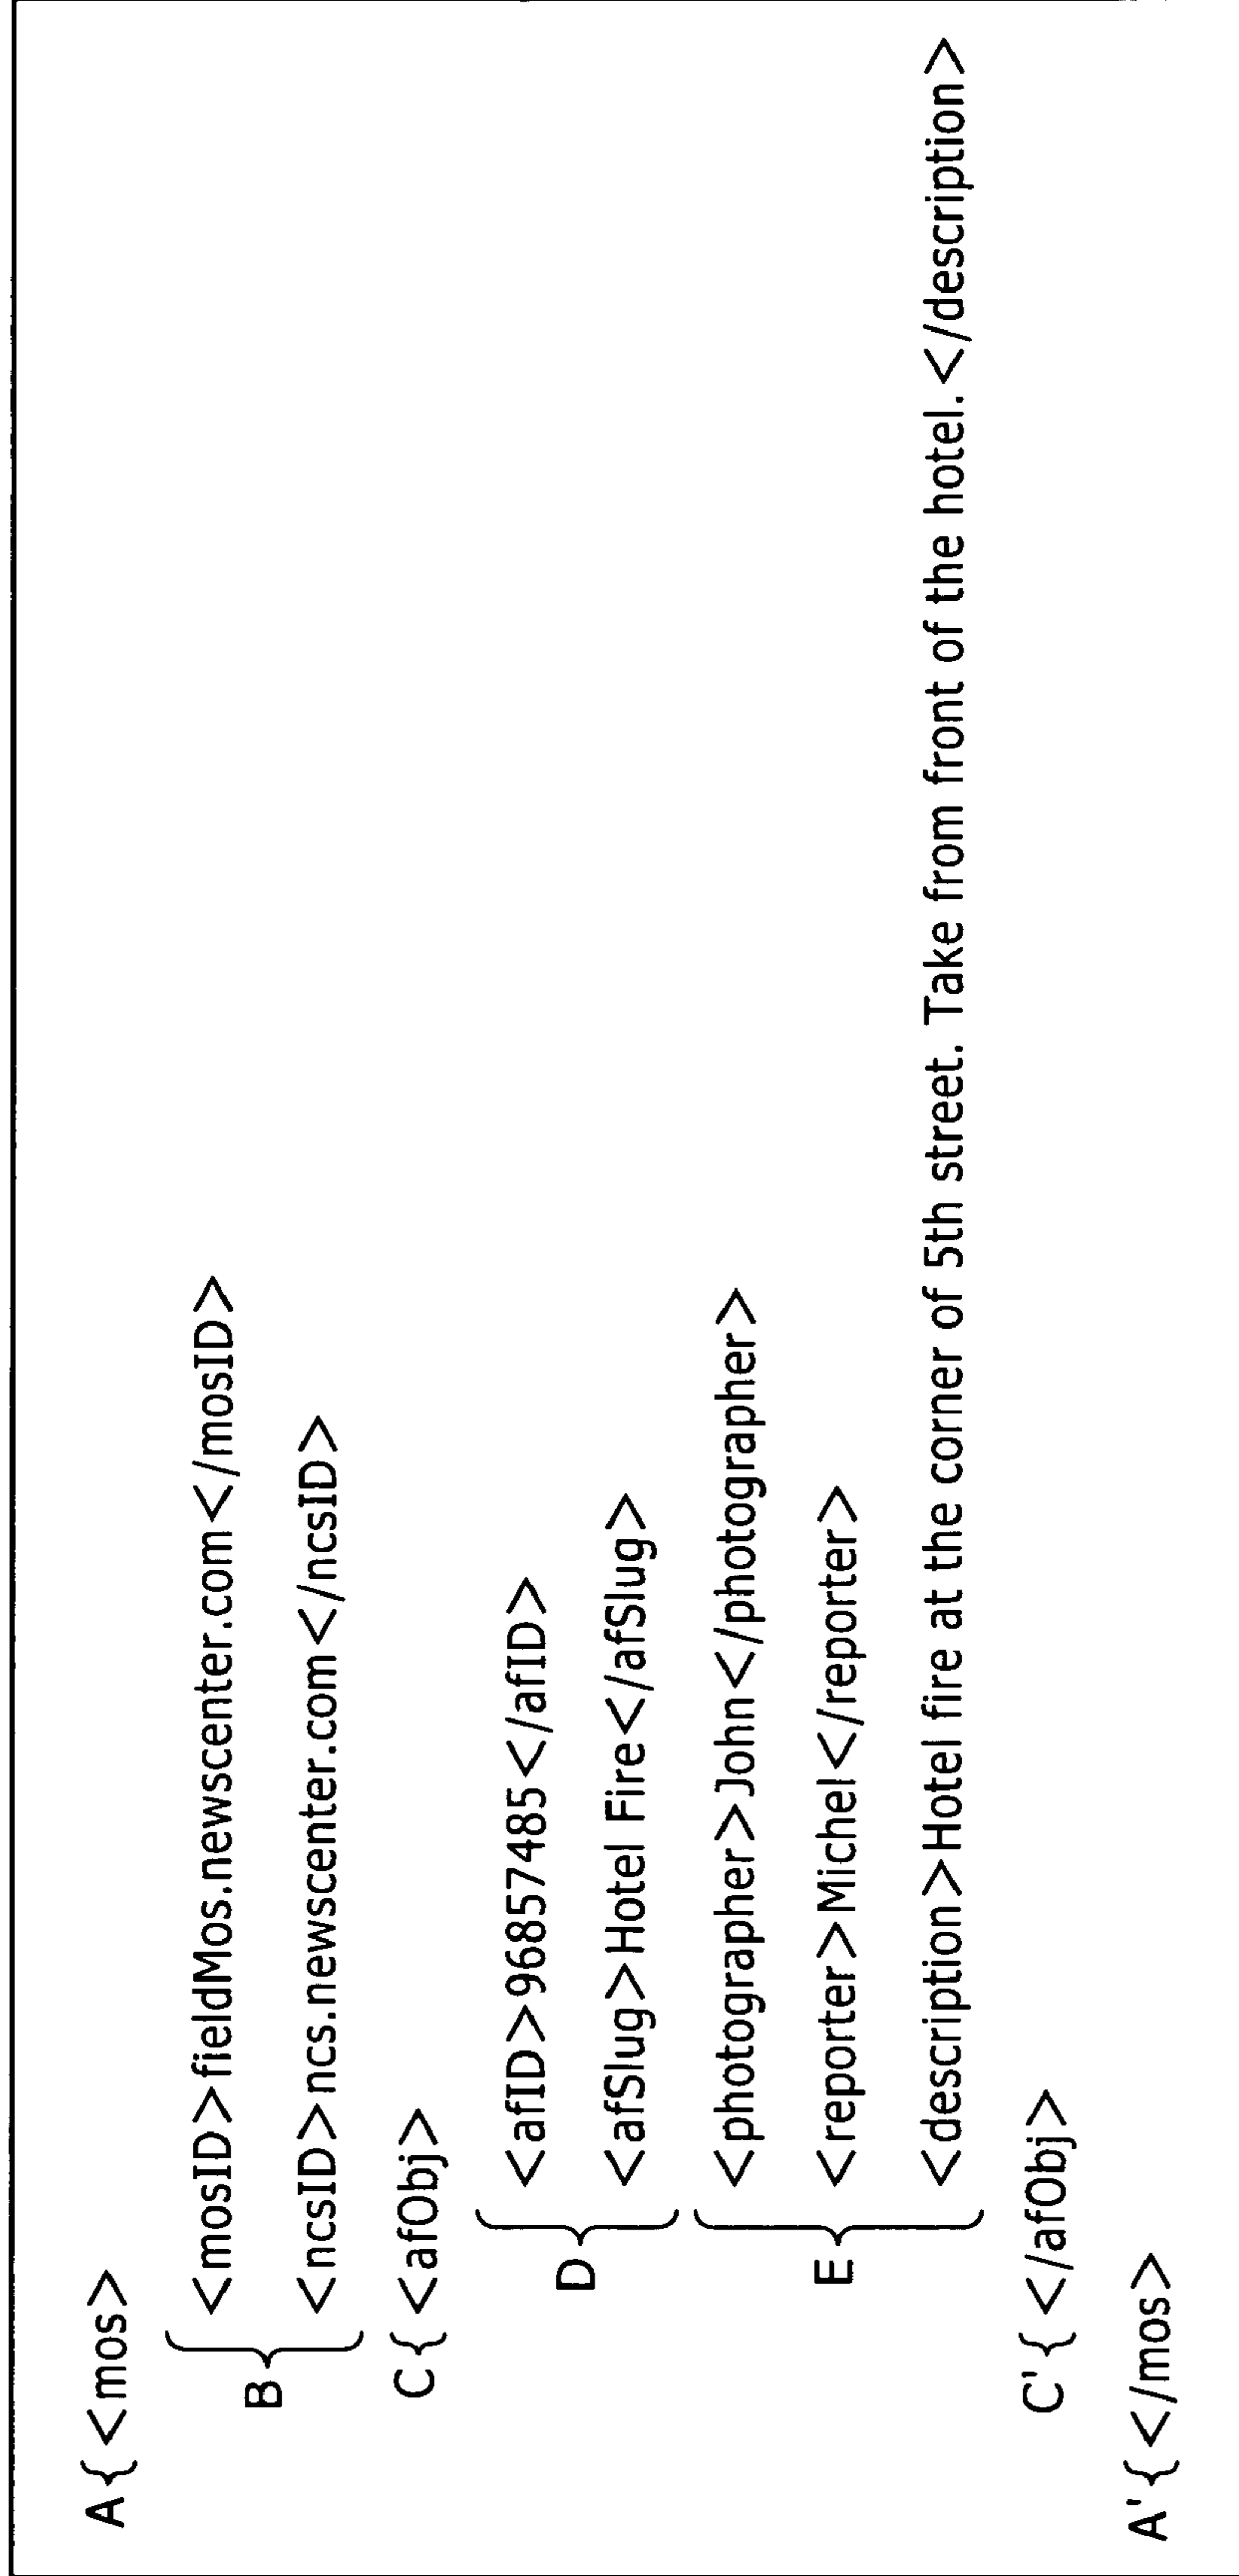 A{ <mos>
B{ <mosID>fieldMos.newscenter.com</mosID>
<ncsID>ncs.newscenter.com</ncsID>
C{ <afObj>
D{ <afID>96857485</afID>
<afSlug>Hotel Fire</afSlug>
E{ <photographer>John</photographer>
<reporter>Michel</reporter>
<description>Hotel fire at the corner of 5th street. Take from front of the hotel.</description>
C'{ </afObj>
A'{ </mos>